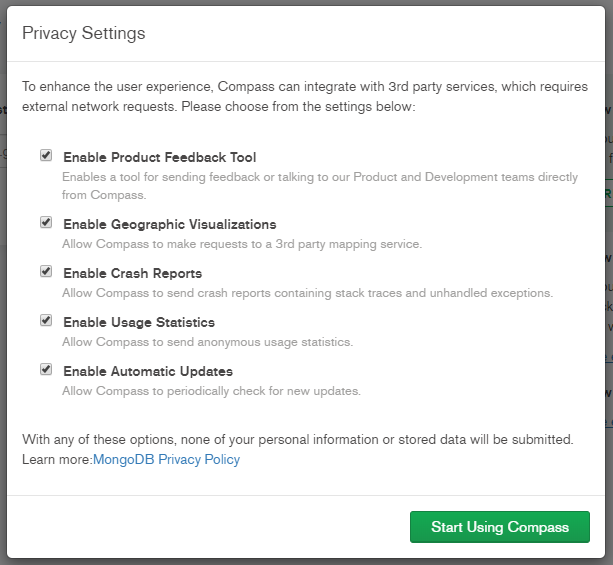 Privacy Settings
To enhance the user experience, Compass can integrate with 3rd party services, which requires
external network requests. Please choose from the settings below:
Enable Product Feedback Tool
Enables a tool for sending feedback or talking to our Product and Development teams directly
from Compass.
Enable Geographic Visualizations
Allow Compass to make requests to a 3rd party mapping service.
Enable Crash Reports
Allow Compass to send crash reports containing stack traces and unhandled exceptions.
Enable Usage Statistics
Allow Compass to send anonymous usage statistics.
Enable Automatic Updates
Allow Compass to periodically check for new updates.
With any of these options, none of your personal information or stored data will be submitted.
Learn more:MongoDB Privacy Policy
Start Using Compass